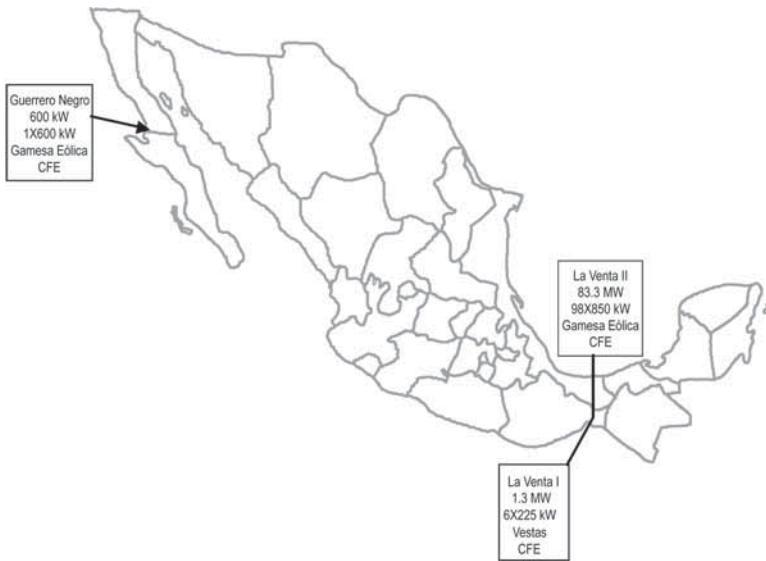 Guerrero Negro
600 kW
1X600 kW
Gamesa Eólica
CFE
La Venta II
83.3 MW
98X850 kW
Gamesa Eólica
CFE
La Venta I
1.3 MW
6X225 kW
Vestas
CFE